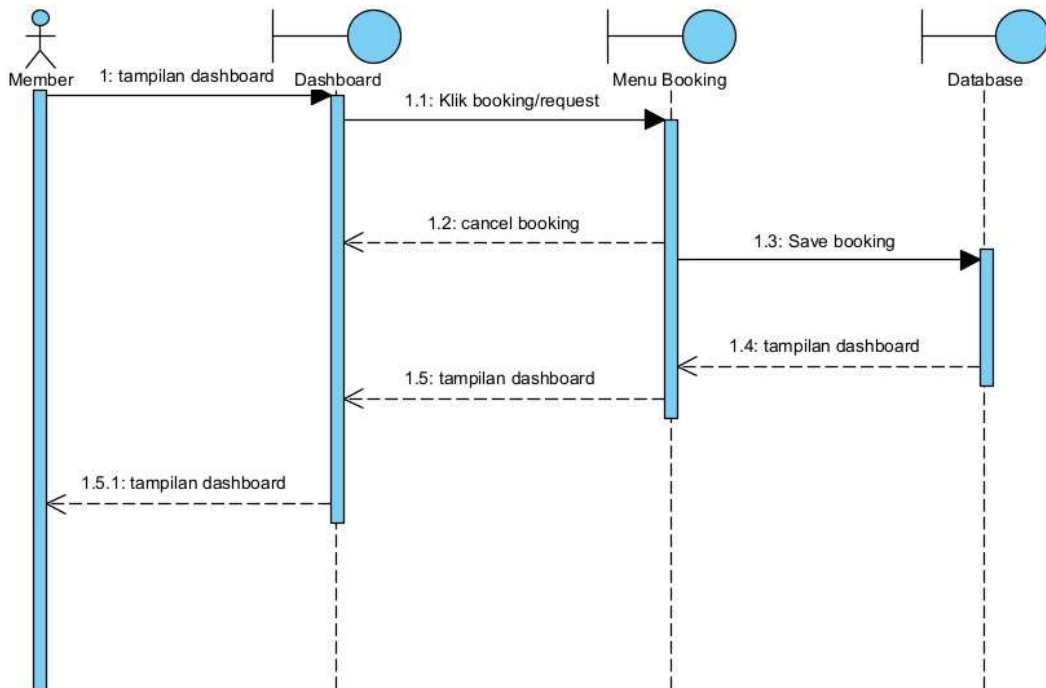 Member
Dashboard
Menu Booking
Database
1: tampilan dashboard
1.1: Klik booking/request
1.2: cancel booking
1.3: Save booking
1.4: tampilan dashboard
1.5: tampilan dashboard
1.5.1: tampilan dashboard